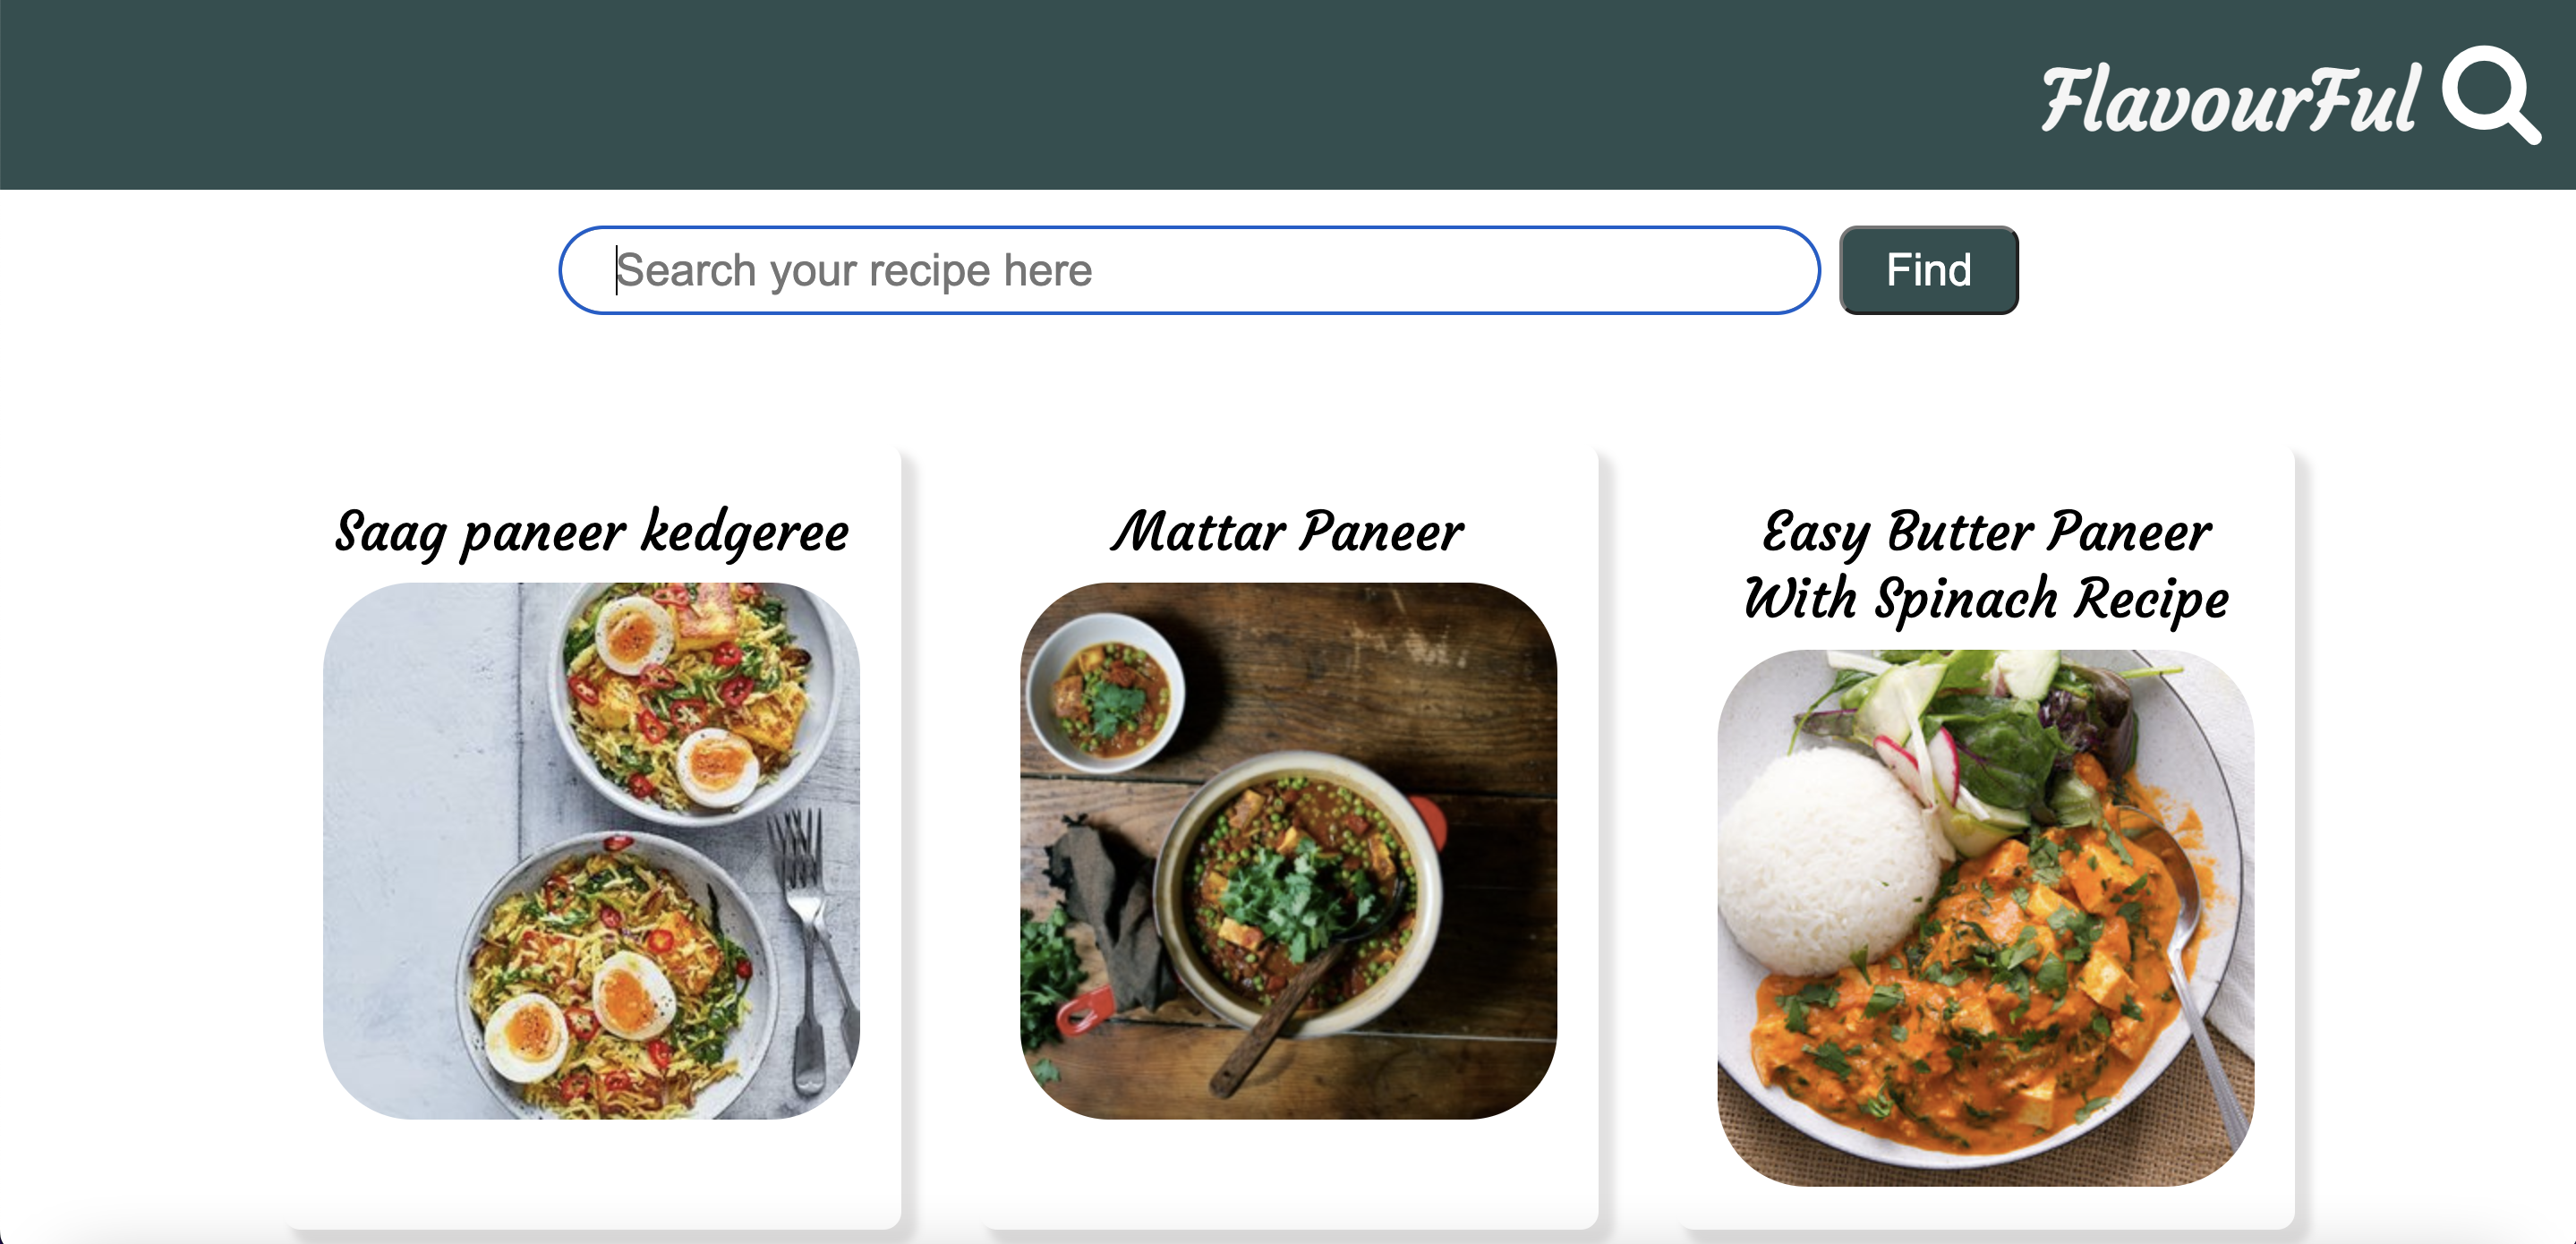 FlavourFul
Search your recipe here
Find
Saag paneer kedgeree
Mattar Paneer
Easy Butter Paneer
With Spinach Recipe